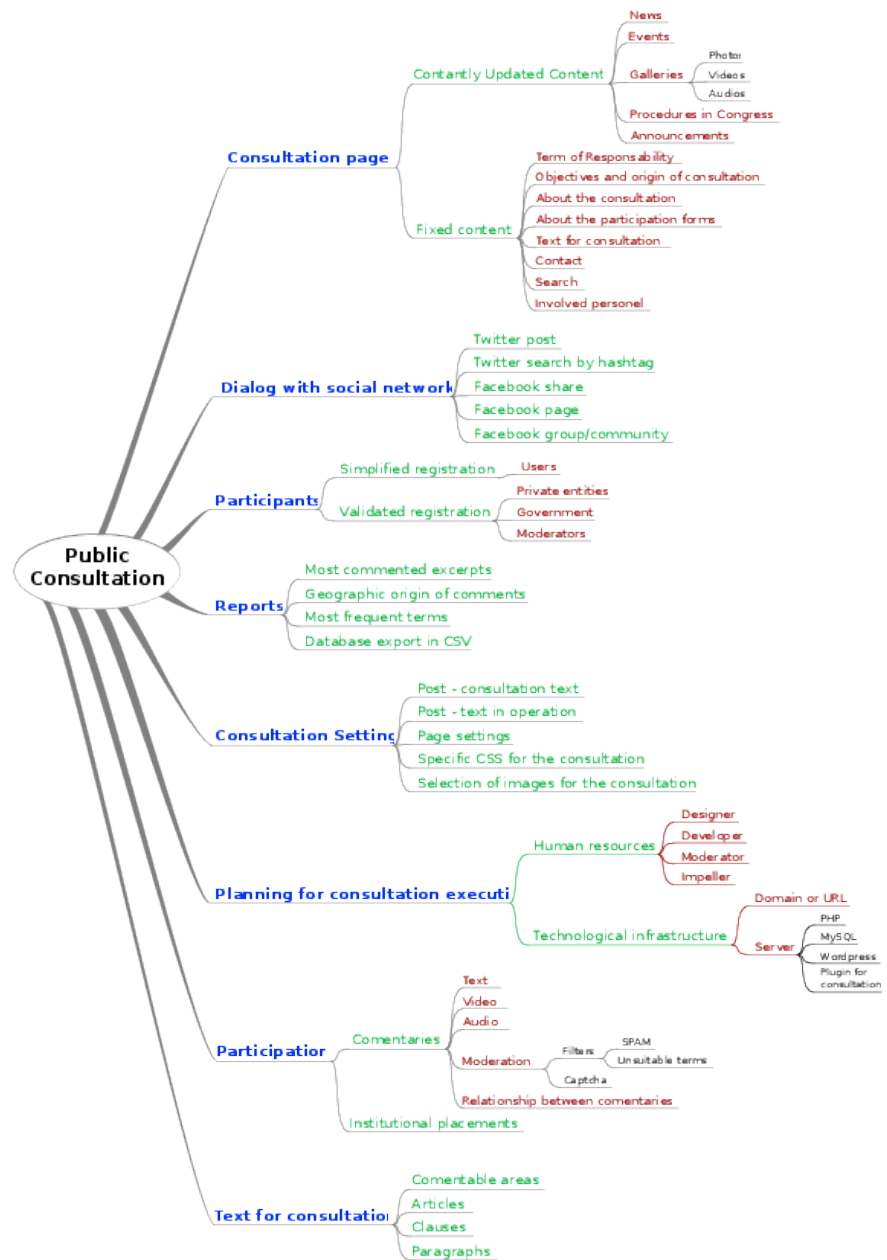 News
Events
Contantly Updated Content
Galleries
Photo
Videos
Audios
Procedures in Congress
Announcements
Consultation page
Term of Responsability
Objectives and origin of consultation
About the consultation
About the participation forms
Fixed content
Text for consultation
Contact
Search
Involved personel
Twitter post
Twitter search by hashtag
Dialog with social network
Facebook share
Facebook page
Facebook group/community
Simplified registration
Users
Participants
Private entities
Validated registration
Government
Moderators
Public
Consultation
Most commented excerpts
Geographic origin of comments
Reports
Most frequent terms
Database export in CSV
Post - consultation text
Post - text in operation
Consultation Setting
Page settings
Specific CSS for the consultation
Selection of images for the consultation
Designer
Human resources
Developer
Moderator
Impeller
Planning for consultation executi
Domain or URL
Technological infrastructure
Server
PHP
MySQL
Wordpress
Plugin for
consultation
Text
Video
Audio
Comentaries
Participation
Moderation
Filters
SPAM
Unsuitable terms
Captcha
Relationship between comentaries
Institutional placements
Comentable areas
Articles
Text for consultation
Clauses
Paragraphs